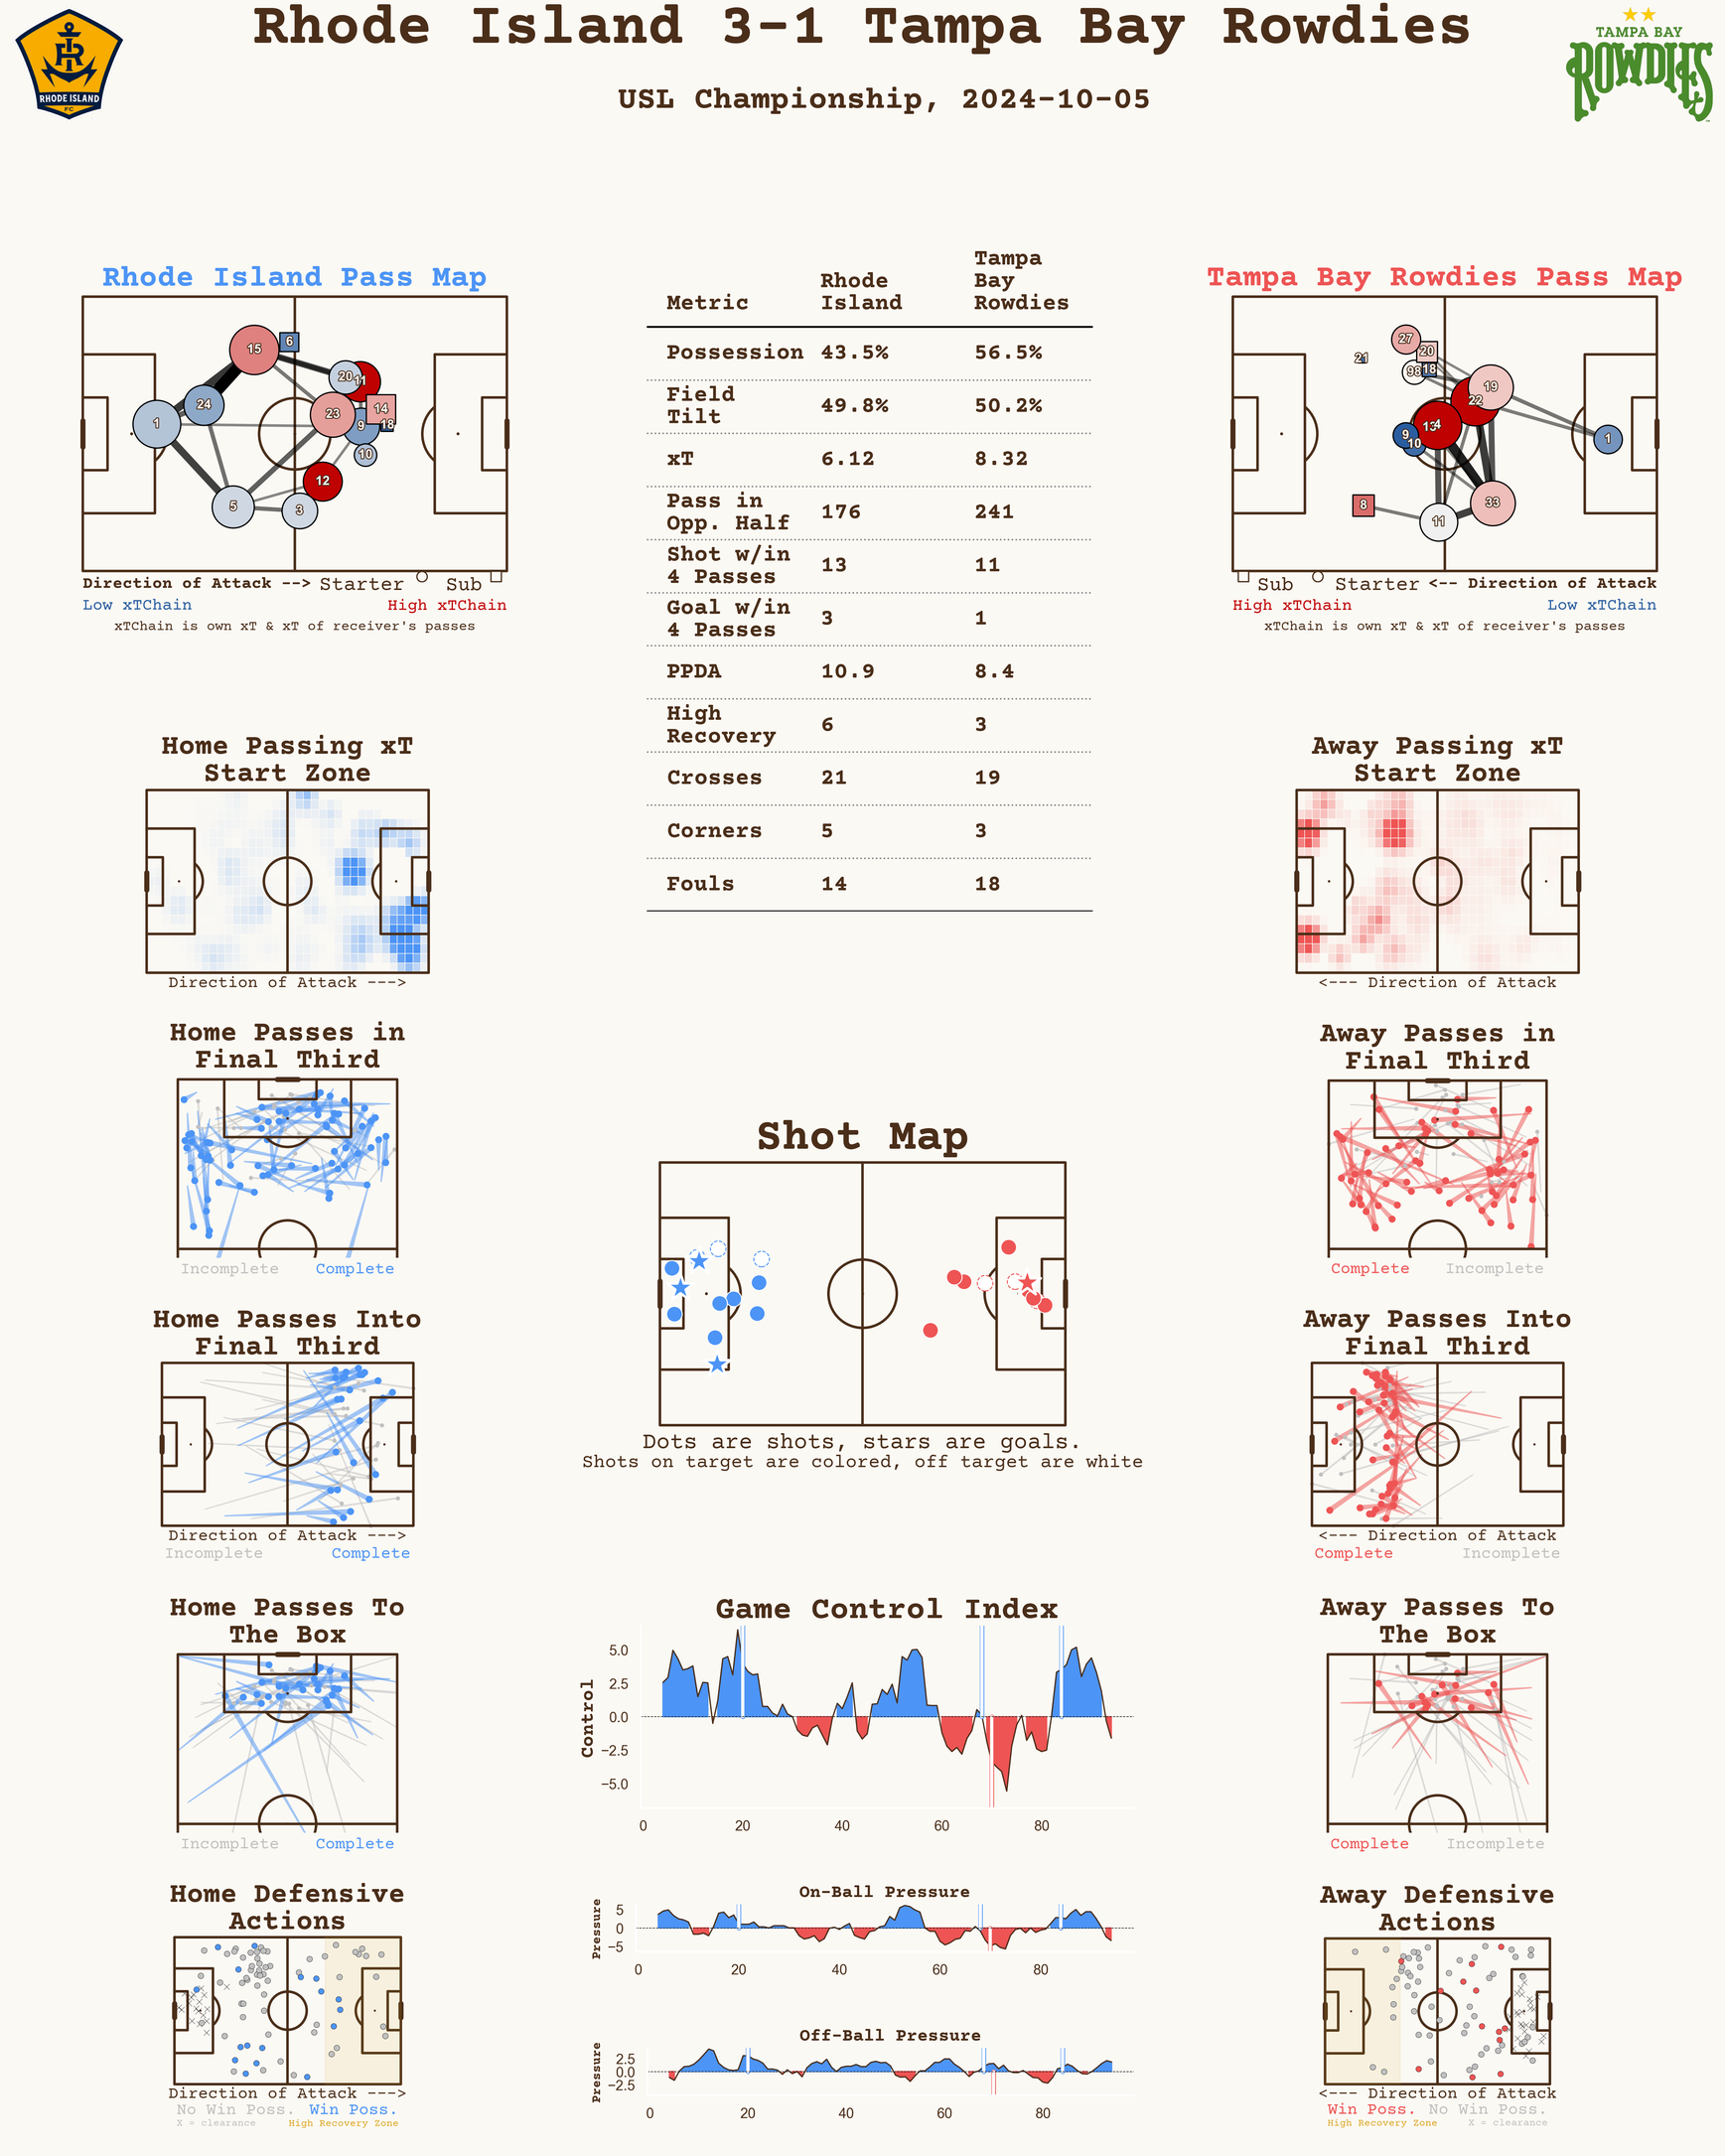 Rhode Island 3-1 Tampa Bay Rowdies
USL Championship, 2024-10-05
RHODE ISLAND
FC
TAMPA BAY
ROWDIES
Rhode Island Pass Map
15
6
20
11
24
23
14
1
9
18
10
12
5
3
Direction of Attack --> Starter Sub
Low xTChain High xTChain
xTChain is own xT & xT of receiver's passes
Metric Rhode Island Tampa Bay Rowdies
Possession 43.5% 56.5%
Field Tilt 49.8% 50.2%
xT 6.12 8.32
Pass in Opp. Half 176 241
Shot w/in 4 Passes 13 11
Goal w/in 4 Passes 3 1
PPDA 10.9 8.4
High Recovery 6 3
Crosses 21 19
Corners 5 3
Fouls 14 18
Tampa Bay Rowdies Pass Map
27
20
21
98
18
19
22
13
4
9
10
1
8
11
33
Sub Starter <-- Direction of Attack
High xTChain Low xTChain
xTChain is own xT & xT of receiver's passes
Home Passing xT
Start Zone
Direction of Attack --->
Home Passes in
Final Third
Incomplete Complete
Home Passes Into
Final Third
Direction of Attack --->
Incomplete Complete
Home Passes To
The Box
Incomplete Complete
Home Defensive
Actions
Direction of Attack --->
No Win Poss. Win Poss.
X = clearance High Recovery Zone
Shot Map
Dots are shots, stars are goals.
Shots on target are colored, off target are white
Game Control Index
Control
5.0
2.5
0.0
−2.5
−5.0
0 20 40 60 80
On-Ball Pressure
Pressure
5
0
−5
0 20 40 60 80
Off-Ball Pressure
Pressure
2.5
0.0
−2.5
0 20 40 60 80
Away Passing xT
Start Zone
<--- Direction of Attack
Away Passes in
Final Third
Complete Incomplete
Away Passes Into
Final Third
<--- Direction of Attack
Complete Incomplete
Away Passes To
The Box
Complete Incomplete
Away Defensive
Actions
<--- Direction of Attack
Win Poss. No Win Poss.
High Recovery Zone X = clearance